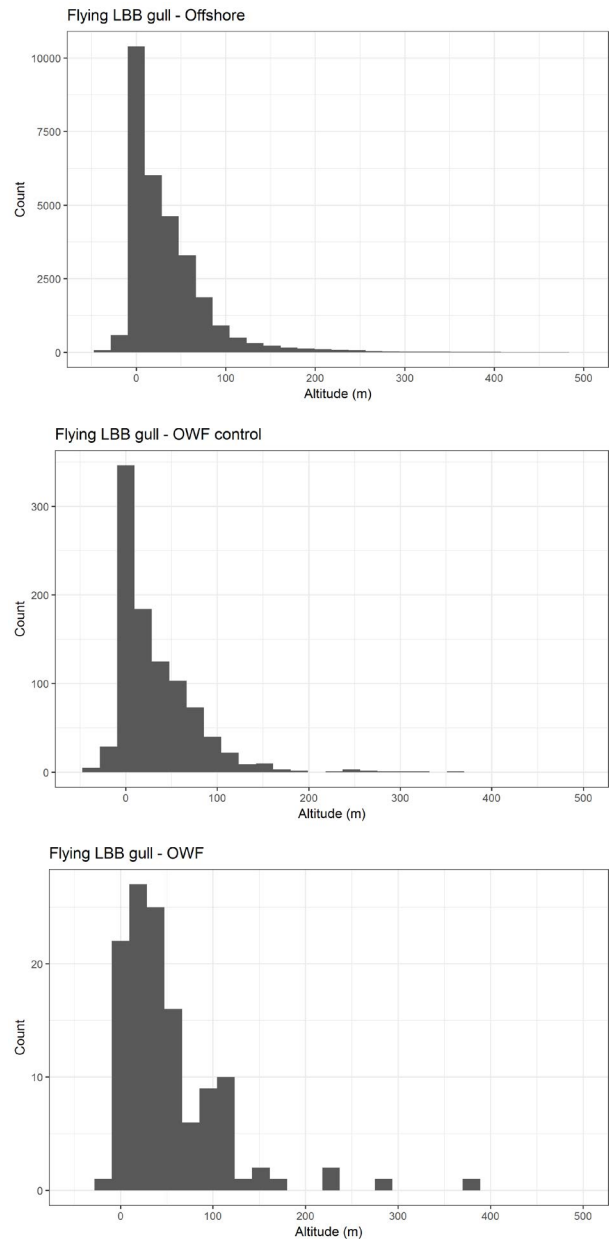 Flying LBB gull - Offshore
10000
7500
5000
2500
0
Count
0 100 200 300 400 500
Altitude (m)
Flying LBB gull - OWF control
300
200
100
0
Count
0 100 200 300 400 500
Altitude (m)
Flying LBB gull - OWF
20
10
0
Count
0 100 200 300 400 500
Altitude (m)